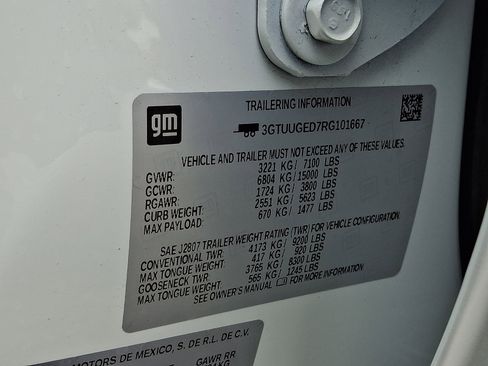 gm
TRAILERING INFORMATION
3GTUUGED7RG101667
VEHICLE AND TRAILER MUST NOT EXCEED ANY OF THESE VALUES.
GVWR: 3221 KG/ 7100 LBS
GCWR: 6804 KG/ 15000 LBS
RGAWR: 1724 KG/ 3800 LBS
CURB WEIGHT: 2551 KG/ 5623 LBS
MAX PAYLOAD: 670 KG/ 1477 LBS
SAE J2807 TRAILER WEIGHT RATING (TWR) FOR VEHICLE CONFIGURATION.
CONVENTIONAL TWR: 4173 KG/ 9200 LBS
MAX TONGUE WEIGHT: 417 KG/ 920 LBS
GOOSENECK TWR: 3765 KG/ 8300 LBS
MAX TONGUE WEIGHT: 565 KG/ 1245 LBS
SEE OWNER'S MANUAL FOR MORE INFORMATION
MOTORS DE MEXICO, S. DE R.L. DE C.V.
GAWR RR